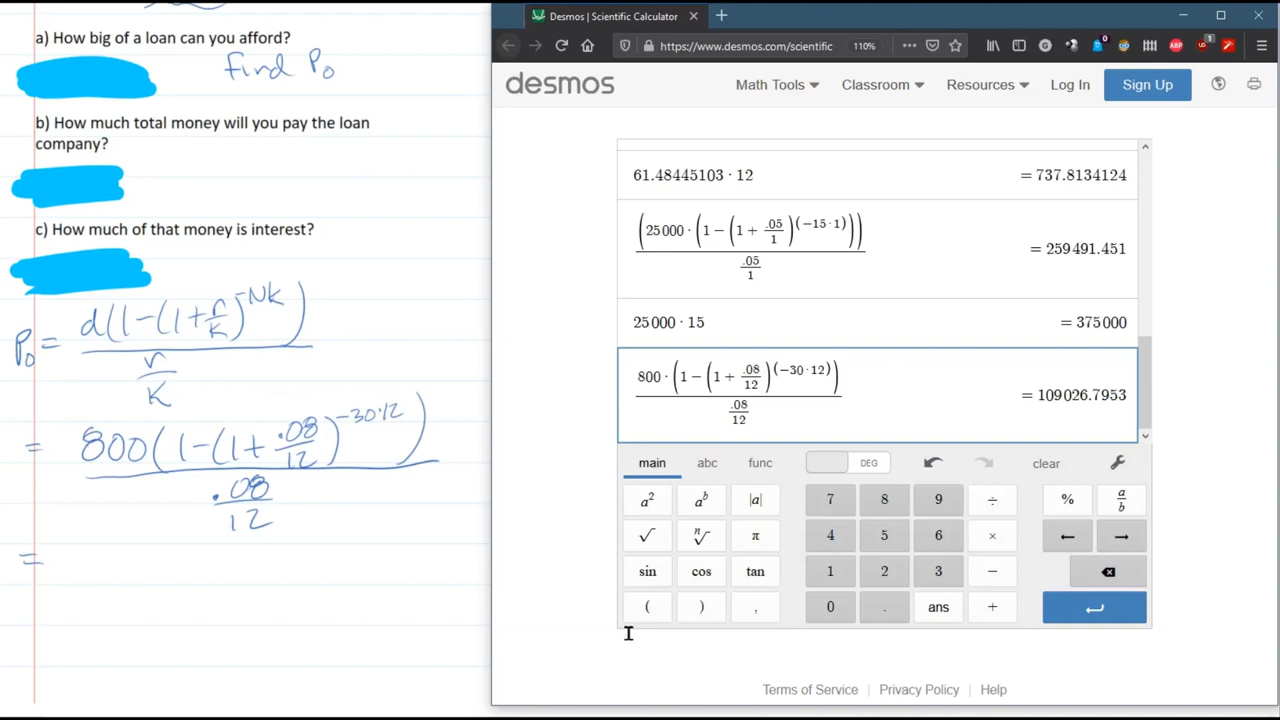 a) How big of a loan can you afford?
find P₀
b) How much total money will you pay the loan
company?
c) How much of that money is interest?
P₀ = d(1-(1+r/k)^-Nk) / (r/k)
= 800(1-(1+.08/12)^-30·12) / (.08/12)
=
Desmos | Scientific Calculator
https://www.desmos.com/scientific 110%
desmos Math Tools Classroom Resources Log In Sign Up
61.48445103 · 12 = 737.8134124
(25000 · (1 − (1 + .05/1)^(−15·1))) / (.05/1) = 259491.451
25000 · 15 = 375000
800 · (1 − (1 + .08/12)^(−30·12)) / (.08/12) = 109026.7953
main abc func DEG clear
a² a^b |a| 7 8 9 ÷ % a/b
√ n√ π 4 5 6 × ← →
sin cos tan 1 2 3 −
( ) , 0 . ans +
Terms of Service | Privacy Policy | Help